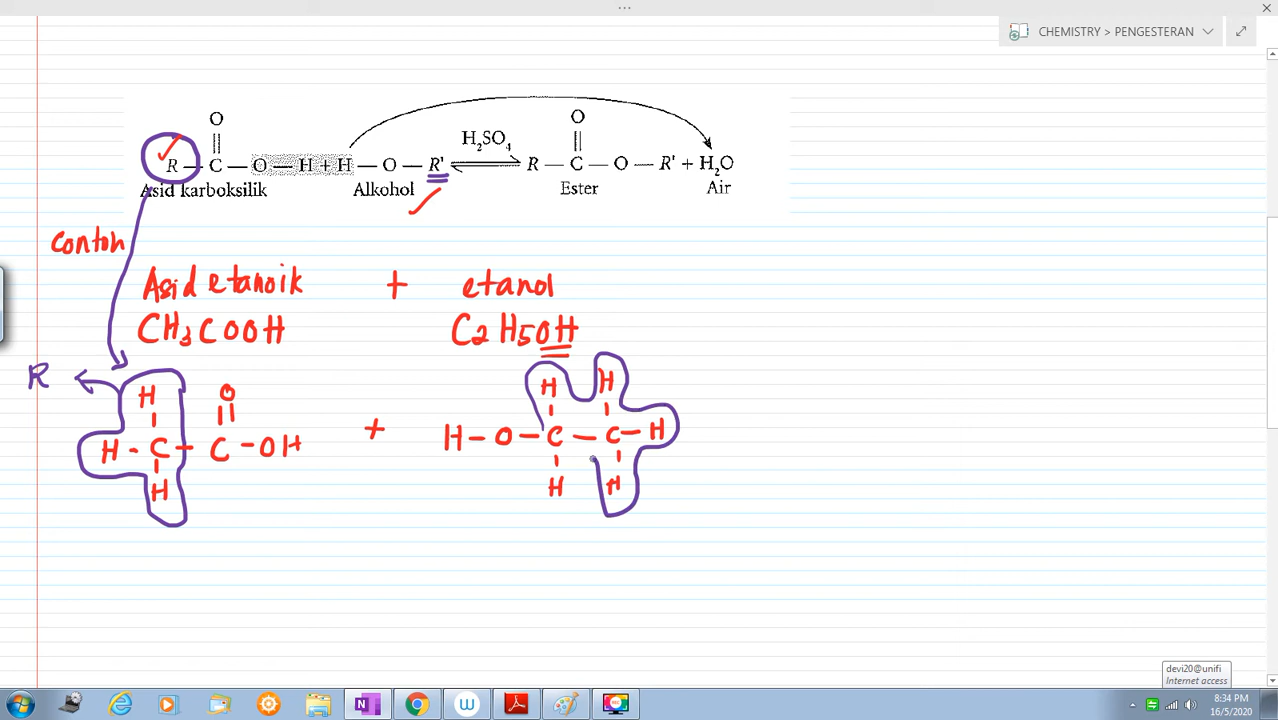 CHEMISTRY > PENGESTERAN
O
O
H₂SO₄
R — C — O — H + H — O — R' R — C — O — R' + H₂O
Asid karboksilik Alkohol Ester Air
Contoh
Asid etanoik + etanol
CH3COOH C2H5OH
R
H O H H
H - C - C - OH + H - O - C - C - H
H H H
devi20@unifi
Internet access
8:34 PM
16/5/2020